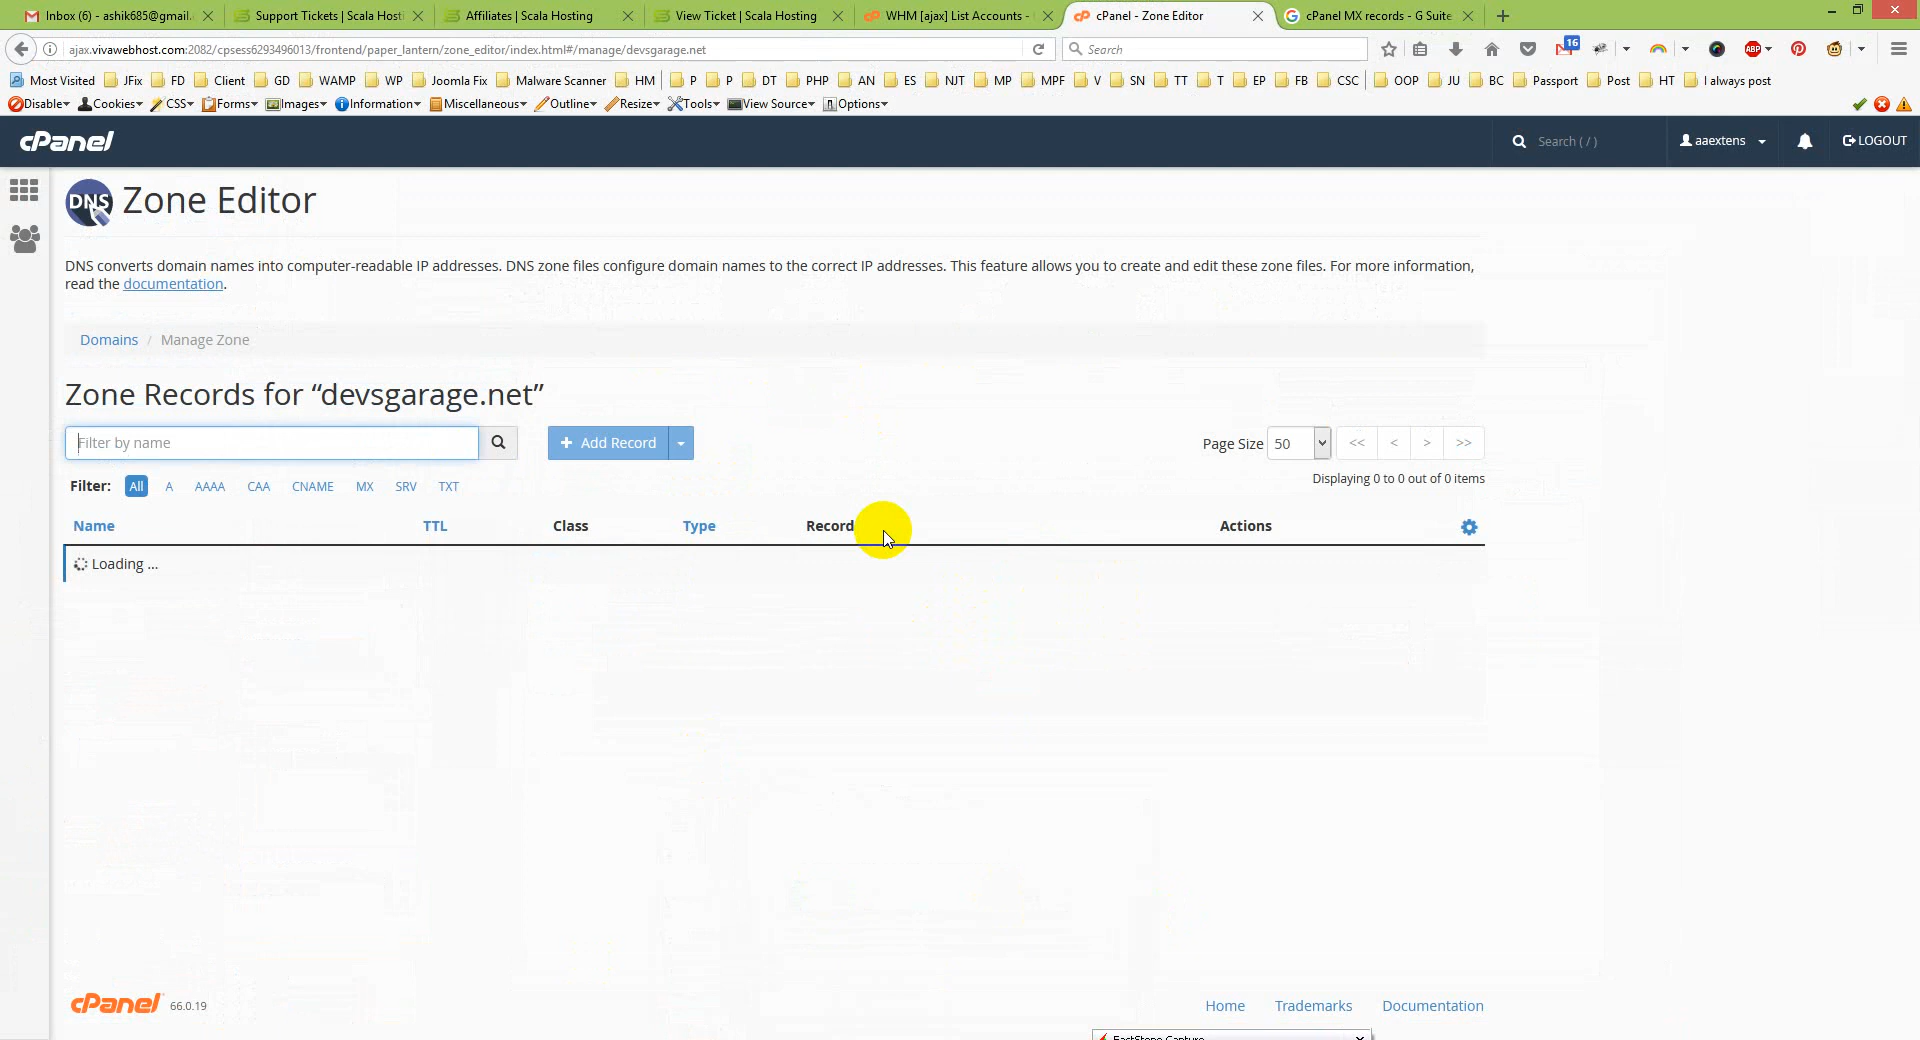 Inbox (6) - ashik685@gmail. Support Tickets | Scala Hosti Affiliates | Scala Hosting View Ticket | Scala Hosting WHM [ajax] List Accounts - cPanel - Zone Editor cPanel MX records - G Suite
ajax.vivawebhost.com:2082/cpsess6293496013/frontend/paper_lantern/zone_editor/index.html#/manage/devsgarage.net Search 16 ABP
Most Visited JFix FD Client GD WAMP WP Joomla Fix Malware Scanner HM P P DT PHP AN ES NJT MP MPF V SN TT T EP FB CSC OOP JU BC Passport Post HT I always post
Disable Cookies CSS Forms Images Information Miscellaneous Outline Resize Tools View Source Options
cPanel Search ( / ) aaextens LOGOUT
DNS Zone Editor
DNS converts domain names into computer-readable IP addresses. DNS zone files configure domain names to the correct IP addresses. This feature allows you to create and edit these zone files. For more information,
read the documentation.
Domains / Manage Zone
Zone Records for “devsgarage.net”
Filter by name + Add Record Page Size 50 << < > >>
Displaying 0 to 0 out of 0 items
Filter: All A AAAA CAA CNAME MX SRV TXT
Name TTL Class Type Record Actions
Loading ...
cPanel 66.0.19 Home Trademarks Documentation
FastStone Capture